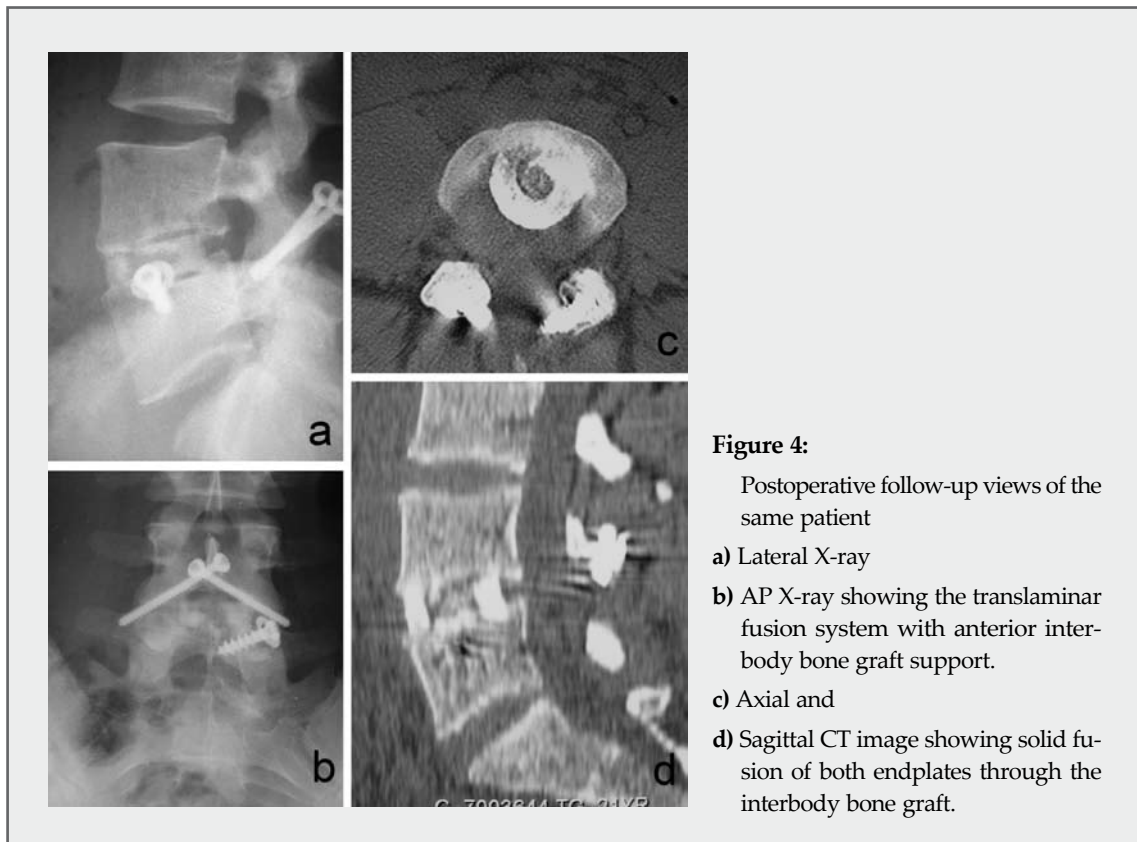 a
b
c
d
Figure 4:
Postoperative follow-up views of the
same patient
a) Lateral X-ray
b) AP X-ray showing the translaminar
fusion system with anterior inter-
body bone graft support.
c) Axial and
d) Sagittal CT image showing solid fu-
sion of both endplates through the
interbody bone graft.